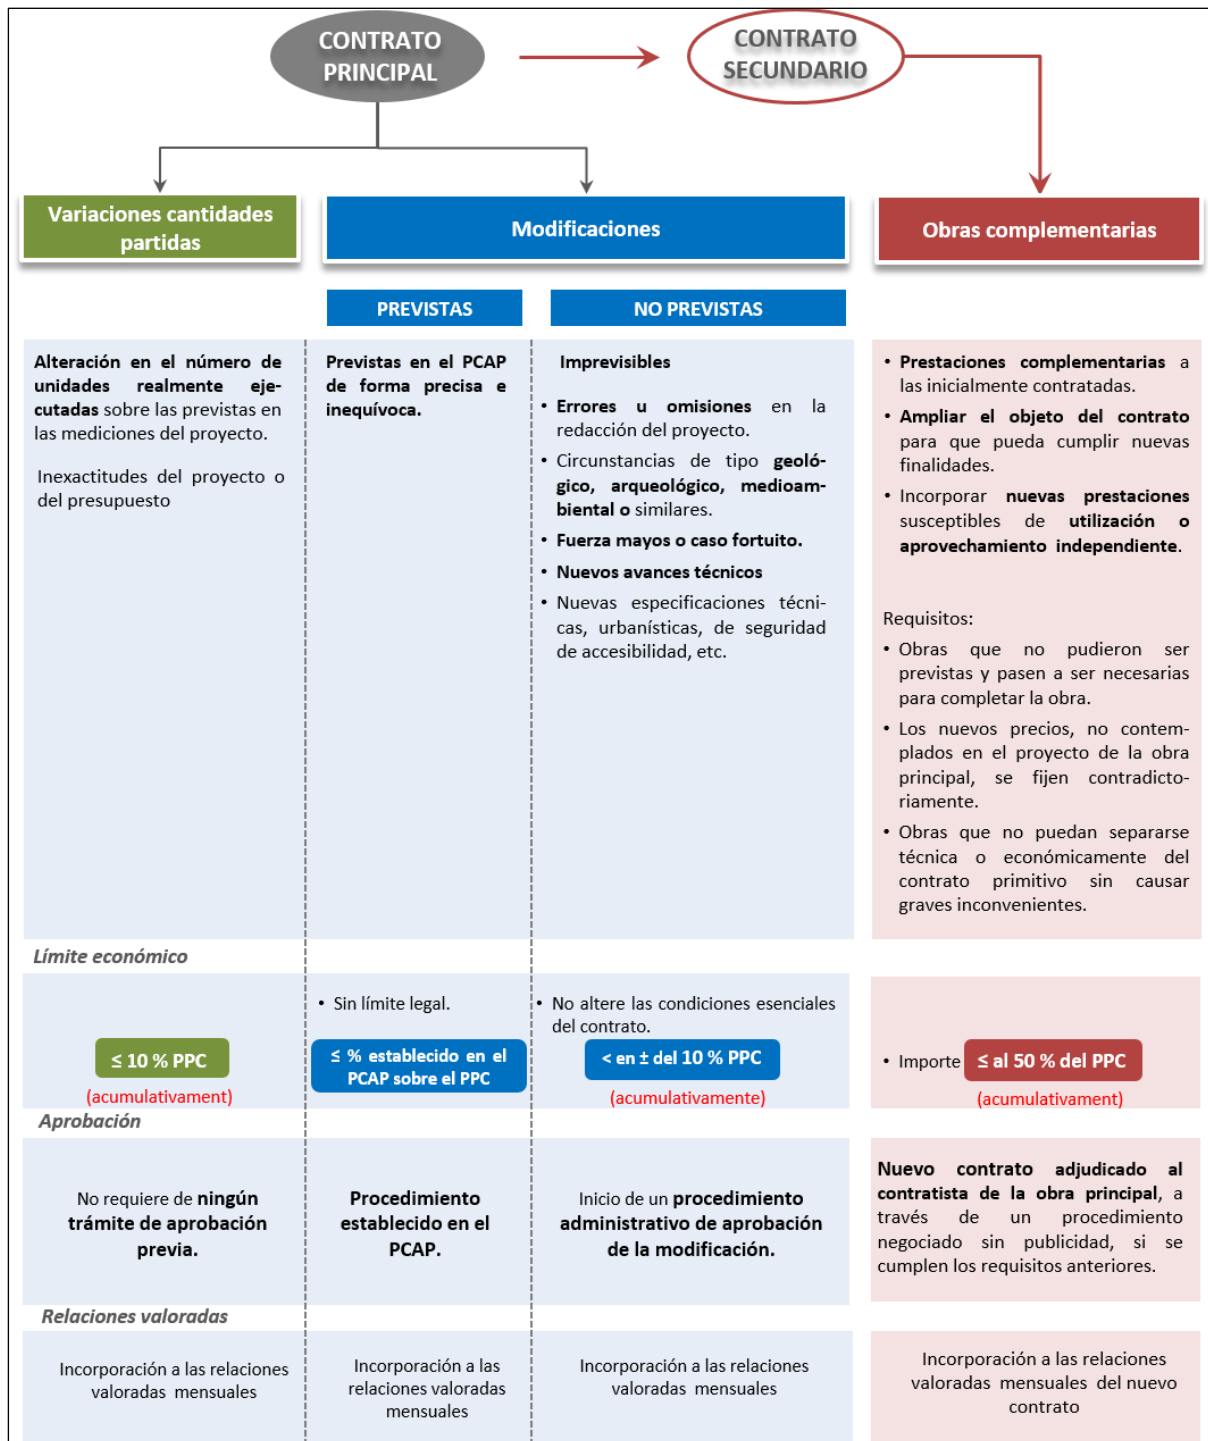 CONTRATO
PRINCIPAL
CONTRATO
SECUNDARIO
Variaciones cantidades
partidas
Modificaciones
Obras complementarias
PREVISTAS
NO PREVISTAS
Alteración en el número de
unidades realmente eje-
cutadas sobre las previstas en
las mediciones del proyecto.
Inexactitudes del proyecto o
del presupuesto
Previstas en el PCAP
de forma precisa e
inequívoca.
Imprevisibles
• Errores u omisiones en la
redacción del proyecto.
• Circunstancias de tipo geoló-
gico, arqueológico, medioam-
biental o similares.
• Fuerza mayos o caso fortuito.
• Nuevos avances técnicos
• Nuevas especificaciones técni-
cas, urbanísticas, de seguridad
de accesibilidad, etc.
• Prestaciones complementarias a
las inicialmente contratadas.
• Ampliar el objeto del contrato
para que pueda cumplir nuevas
finalidades.
• Incorporar nuevas prestaciones
susceptibles de utilización o
aprovechamiento independiente.
Requisitos:
• Obras que no pudieron ser
previstas y pasen a ser necesarias
para completar la obra.
• Los nuevos precios, no contem-
plados en el proyecto de la obra
principal, se fijen contradicto-
riamente.
• Obras que no puedan separarse
técnica o económicamente del
contrato primitivo sin causar
graves inconvenientes.
Límite económico
≤ 10 % PPC
(acumulativament)
• Sin límite legal.
≤ % establecido en el
PCAP sobre el PPC
• No altere las condiciones esenciales
del contrato.
< en ± del 10 % PPC
(acumulativamente)
• Importe ≤ al 50 % del PPC
(acumulativament)
Aprobación
No requiere de ningún
trámite de aprobación
previa.
Procedimiento
establecido en el
PCAP.
Inicio de un procedimiento
administrativo de aprobación
de la modificación.
Nuevo contrato adjudicado al
contratista de la obra principal, a
través de un procedimiento
negociado sin publicidad, si se
cumplen los requisitos anteriores.
Relaciones valoradas
Incorporación a las relaciones
valoradas mensuales
Incorporación a las
relaciones valoradas
mensuales
Incorporación a las relaciones
valoradas mensuales
Incorporación a las relaciones
valoradas mensuales del nuevo
contrato